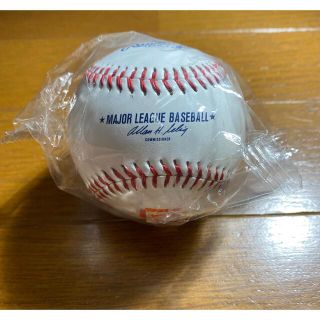 ★ MAJOR LEAGUE BASEBALL ★
Allan H. Selig
COMMISSIONER